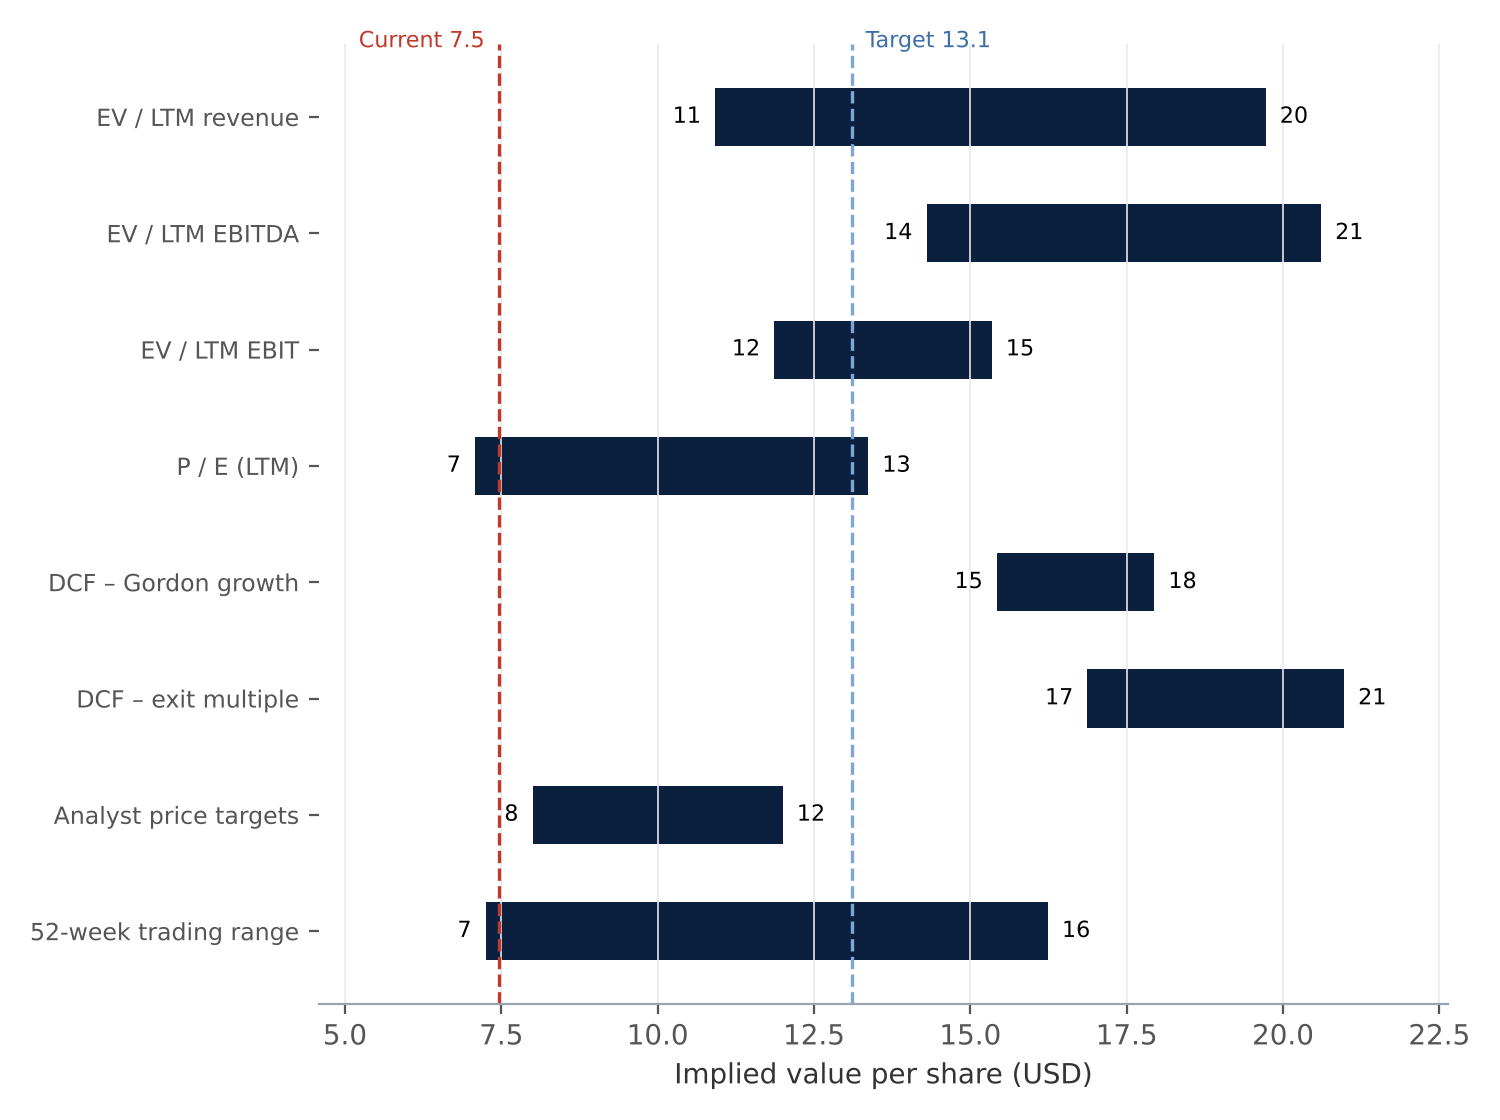 Current 7.5
Target 13.1
EV / LTM revenue
11
20
EV / LTM EBITDA
14
21
EV / LTM EBIT
12
15
P / E (LTM)
7
13
DCF – Gordon growth
15
18
DCF – exit multiple
17
21
Analyst price targets
8
12
52-week trading range
7
16
5.0
7.5
10.0
12.5
15.0
17.5
20.0
22.5
Implied value per share (USD)